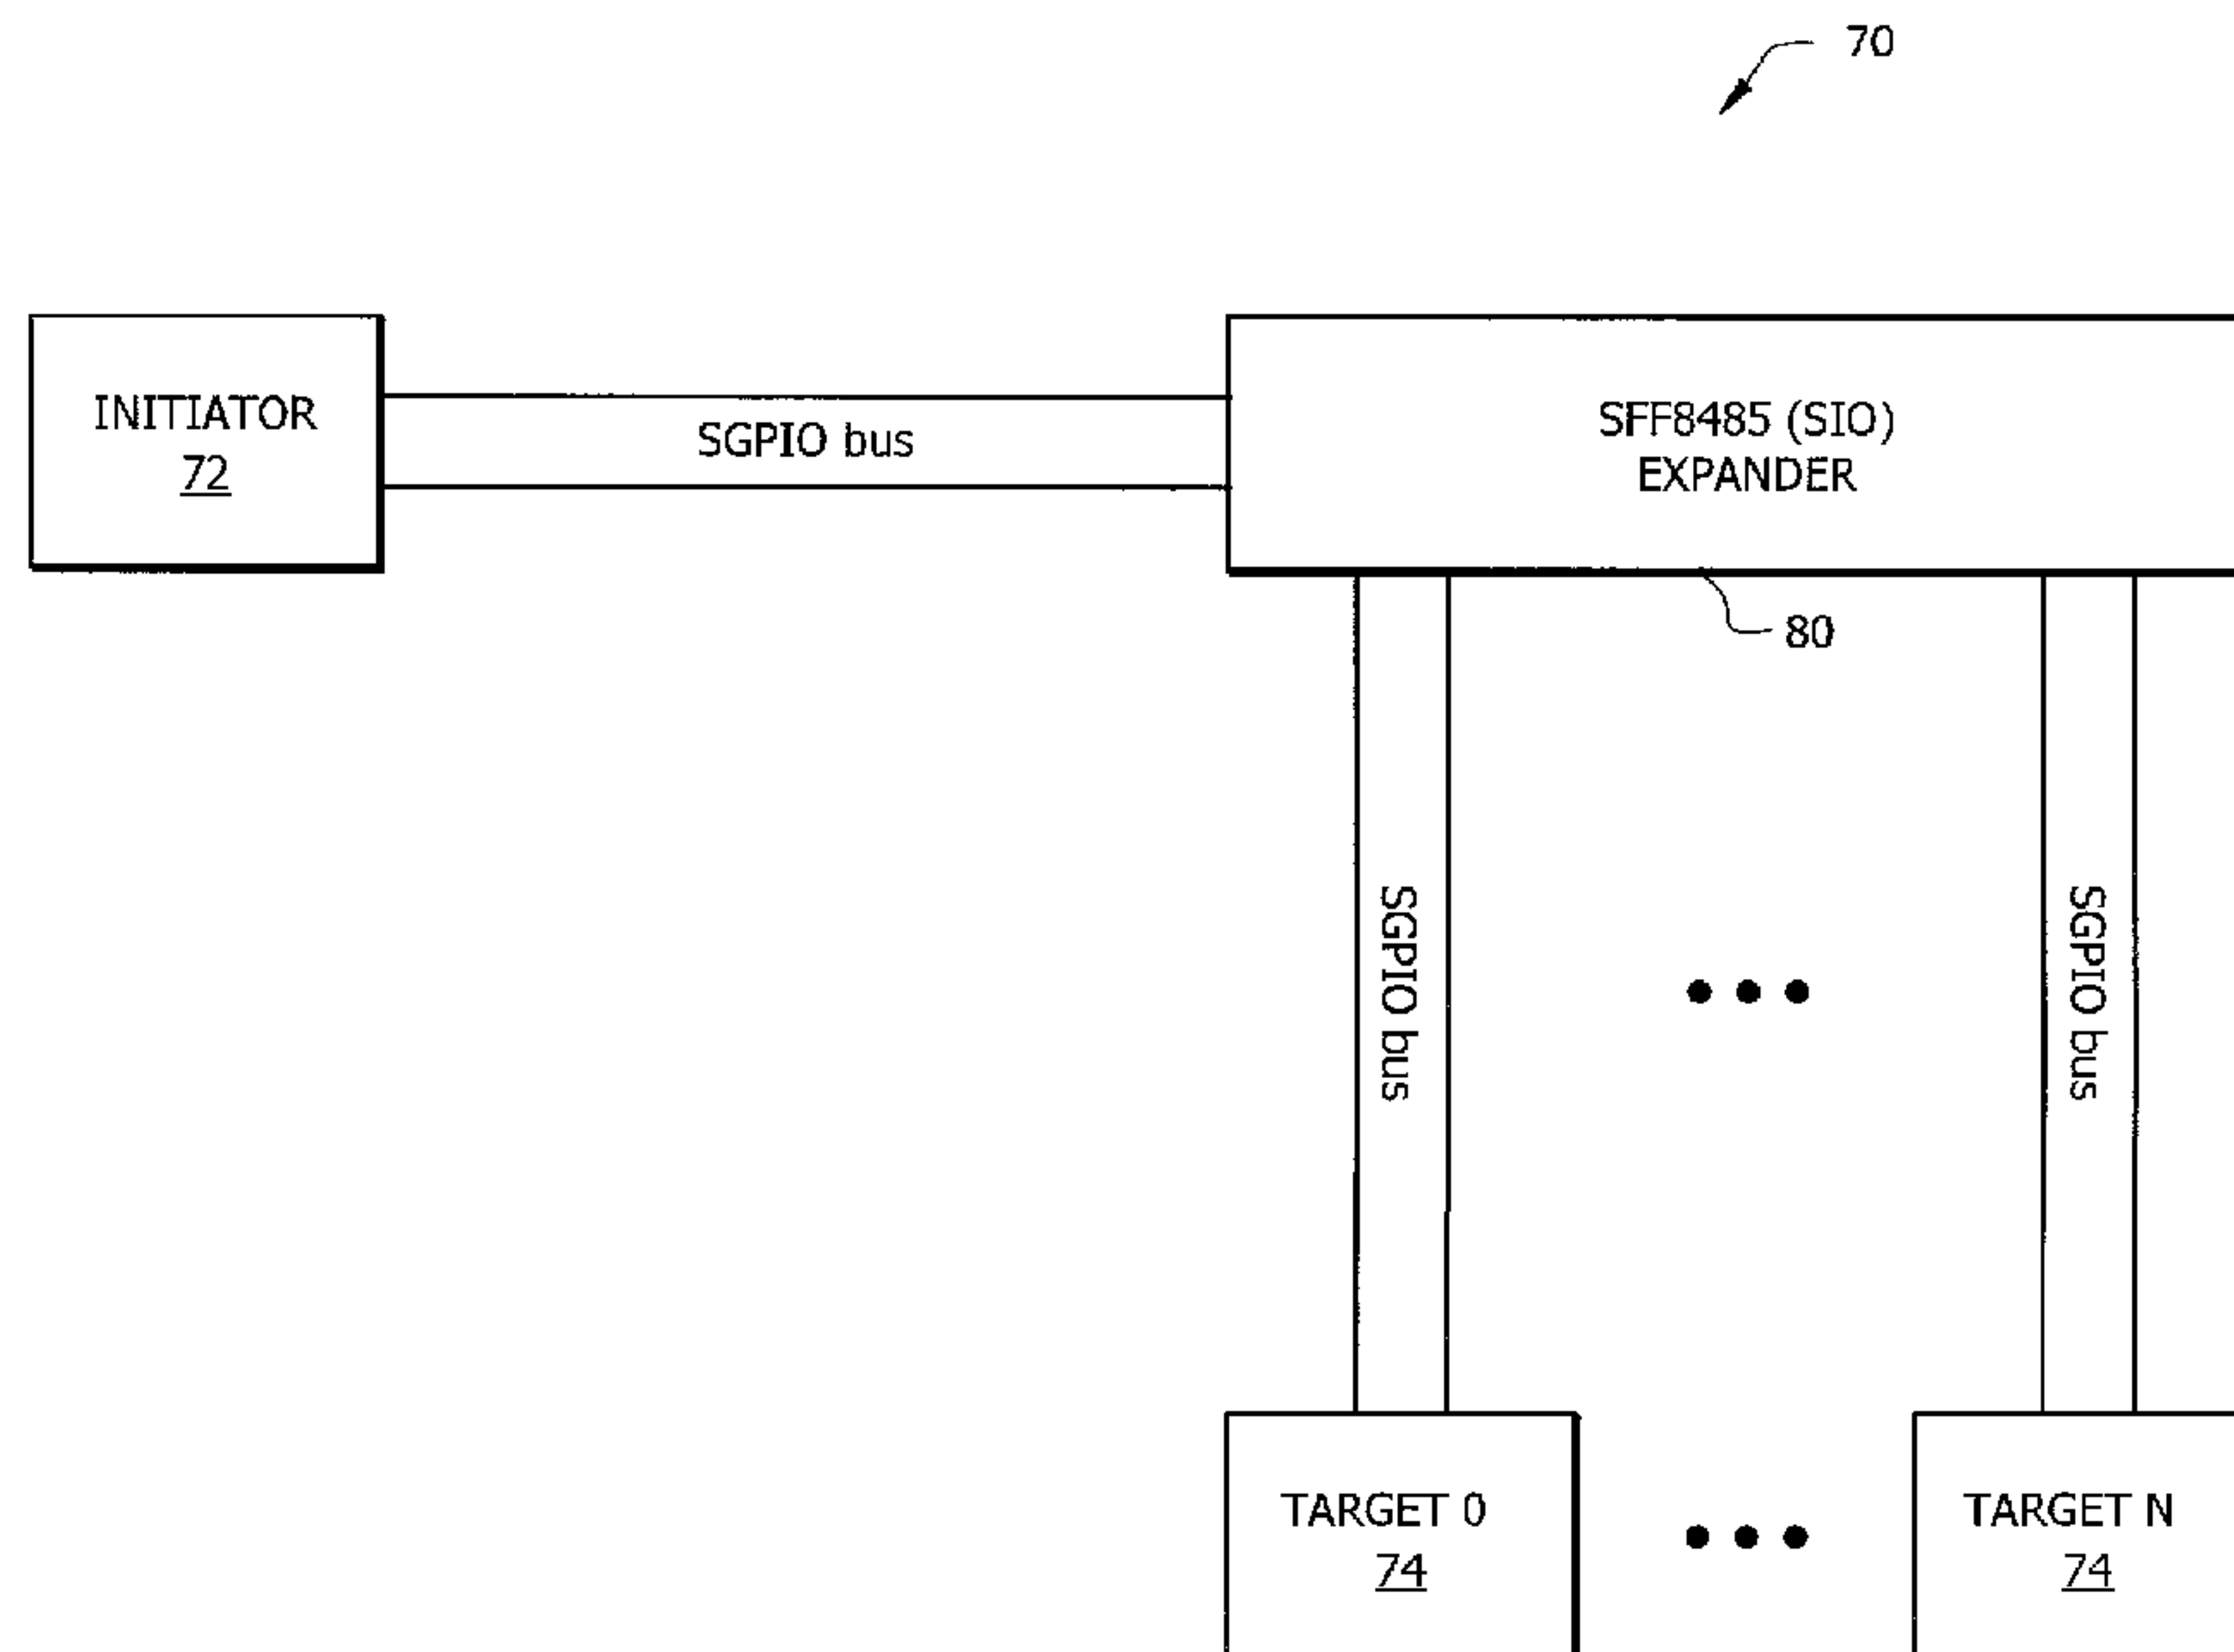 70
INITIATOR
72
SGPIO bus
SFF8485 (SIO)
EXPANDER
80
SGPIO bus
SGPIO bus
TARGET 0
74
TARGET N
74